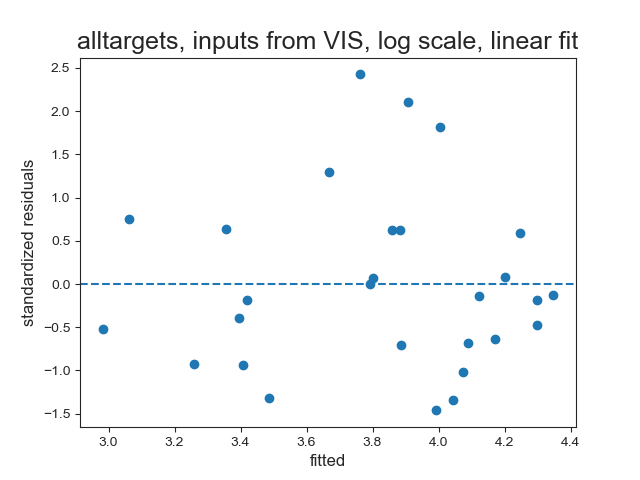 alltargets, inputs from VIS, log scale, linear fit
2.5
2.0
1.5
1.0
0.5
0.0
−0.5
−1.0
−1.5
standardized residuals
3.0 3.2 3.4 3.6 3.8 4.0 4.2 4.4
fitted